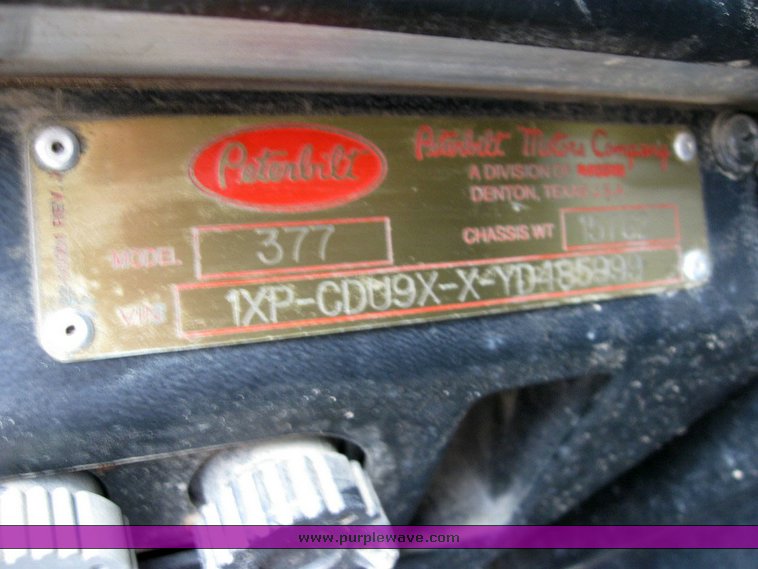 Peterbilt
Peterbilt Motors Company
A DIVISION OF PACCAR
DENTON, TEXAS U.S.A.
MODEL 377
CHASSIS WT
VIN 1XP-CDU9X-X-YD485999
www.purplewave.com